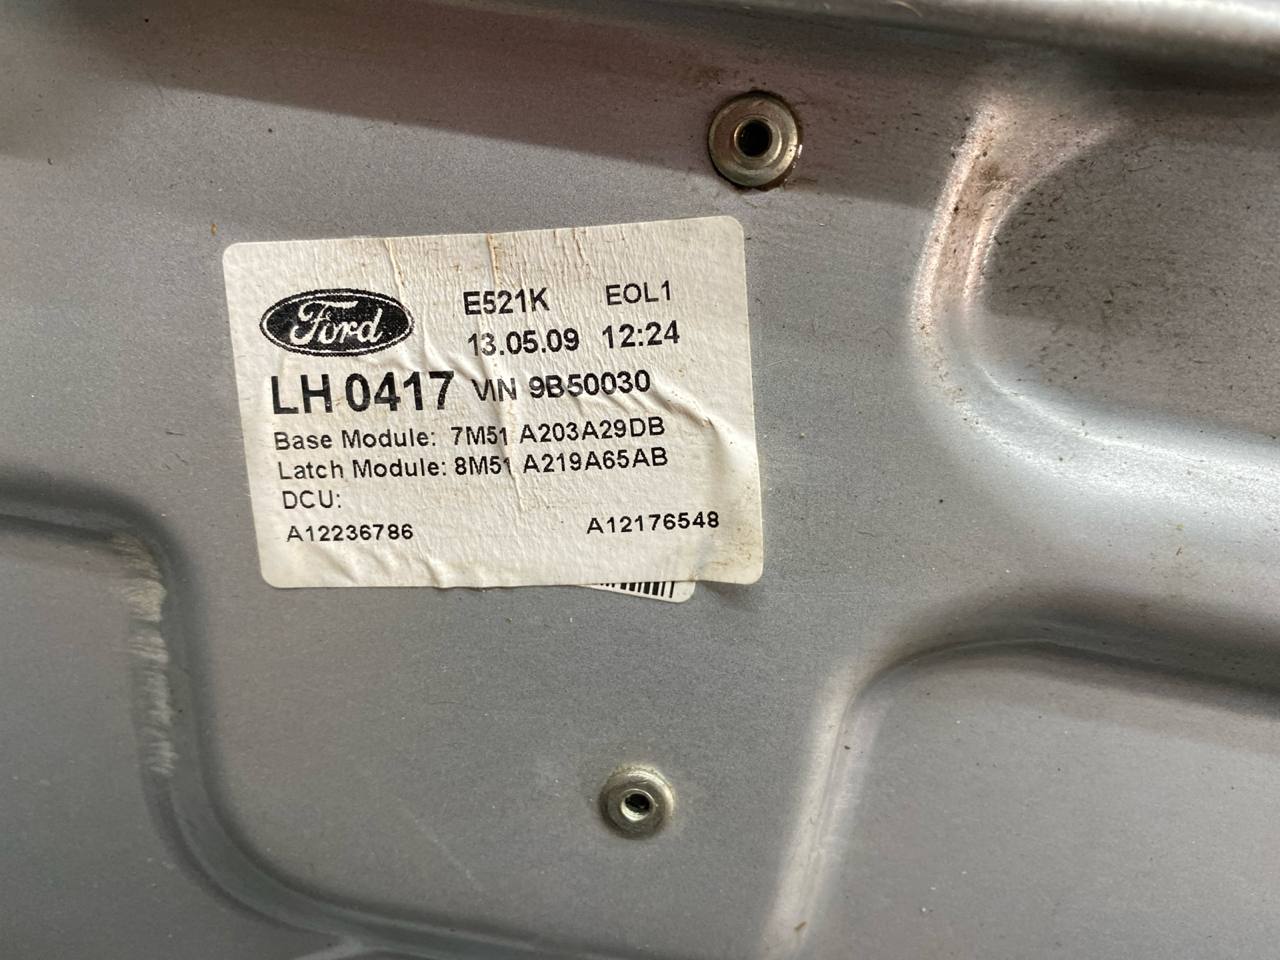 Ford
E521K EOL1
13.05.09 12:24
LH 0417 VIN 9B50030
Base Module: 7M51 A203A29DB
Latch Module: 8M51 A219A65AB
DCU:
A12236786 A12176548